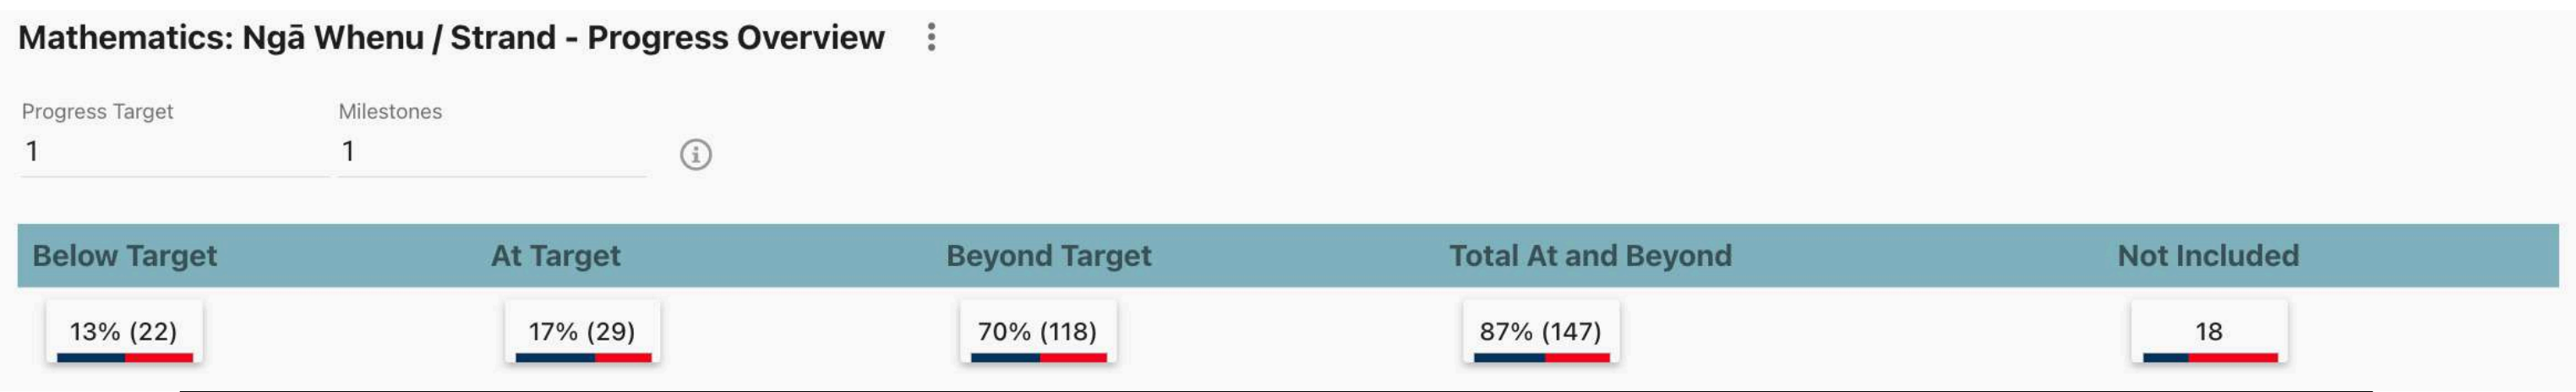 Mathematics: Ngā Whenu / Strand - Progress Overview
Progress Target Milestones
1 1
Below Target At Target Beyond Target Total At and Beyond Not Included
13% (22) 17% (29) 70% (118) 87% (147) 18